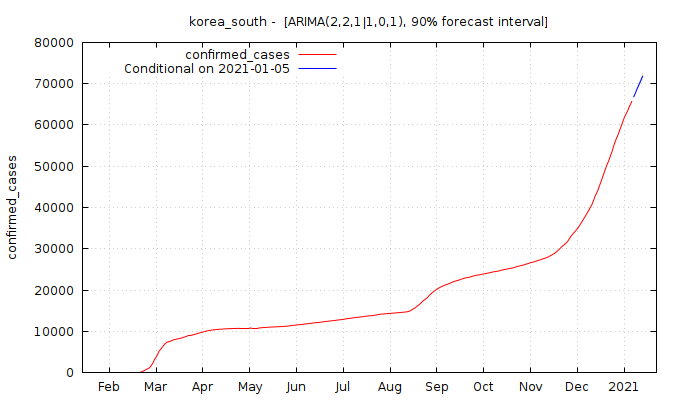 korea_south -  [ARIMA(2,2,1|1,0,1), 90% forecast interval]
confirmed_cases
Conditional on 2021-01-05
80000
70000
60000
50000
40000
30000
20000
10000
0
confirmed_cases
Feb Mar Apr May Jun Jul Aug Sep Oct Nov Dec 2021